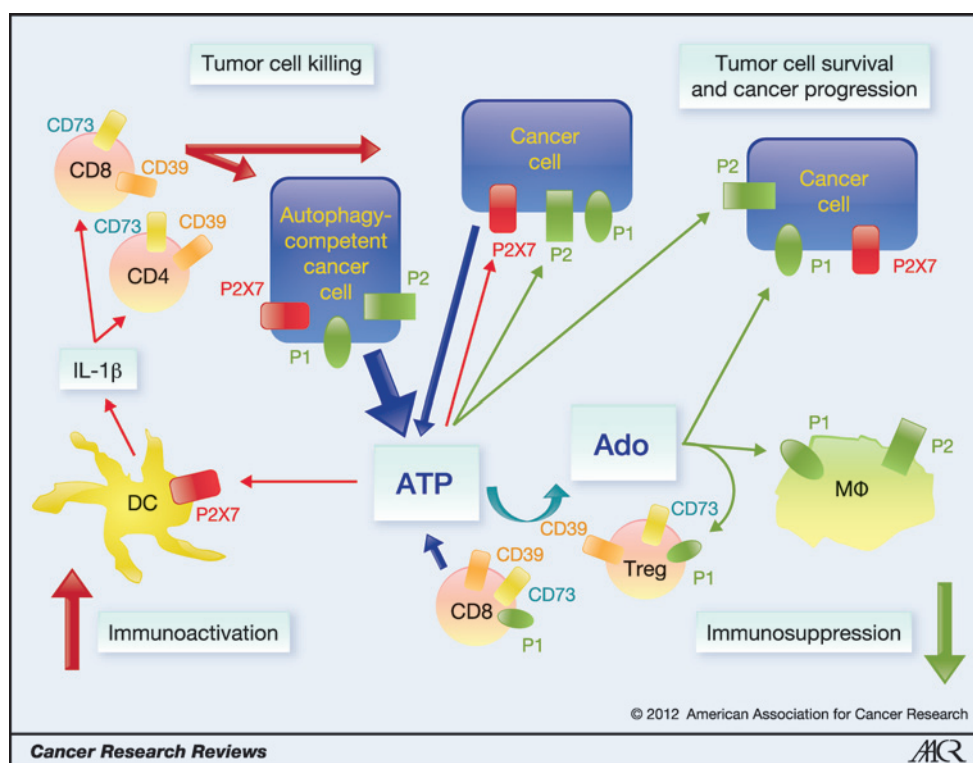 Tumor cell killing
Tumor cell survival
and cancer progression
CD73
CD8
CD39
CD73
CD39
CD4
Autophagy-
competent
cancer
cell
P2X7
P2
P1
Cancer
cell
P2X7
P2
P1
P2
Cancer
cell
P1
P2X7
IL-1β
DC
P2X7
ATP
Ado
P1
P2
MΦ
CD39
CD73
Treg
P1
CD39
CD73
CD8
P1
Immunoactivation
Immunosuppression
© 2012 American Association for Cancer Research
Cancer Research Reviews
AACR